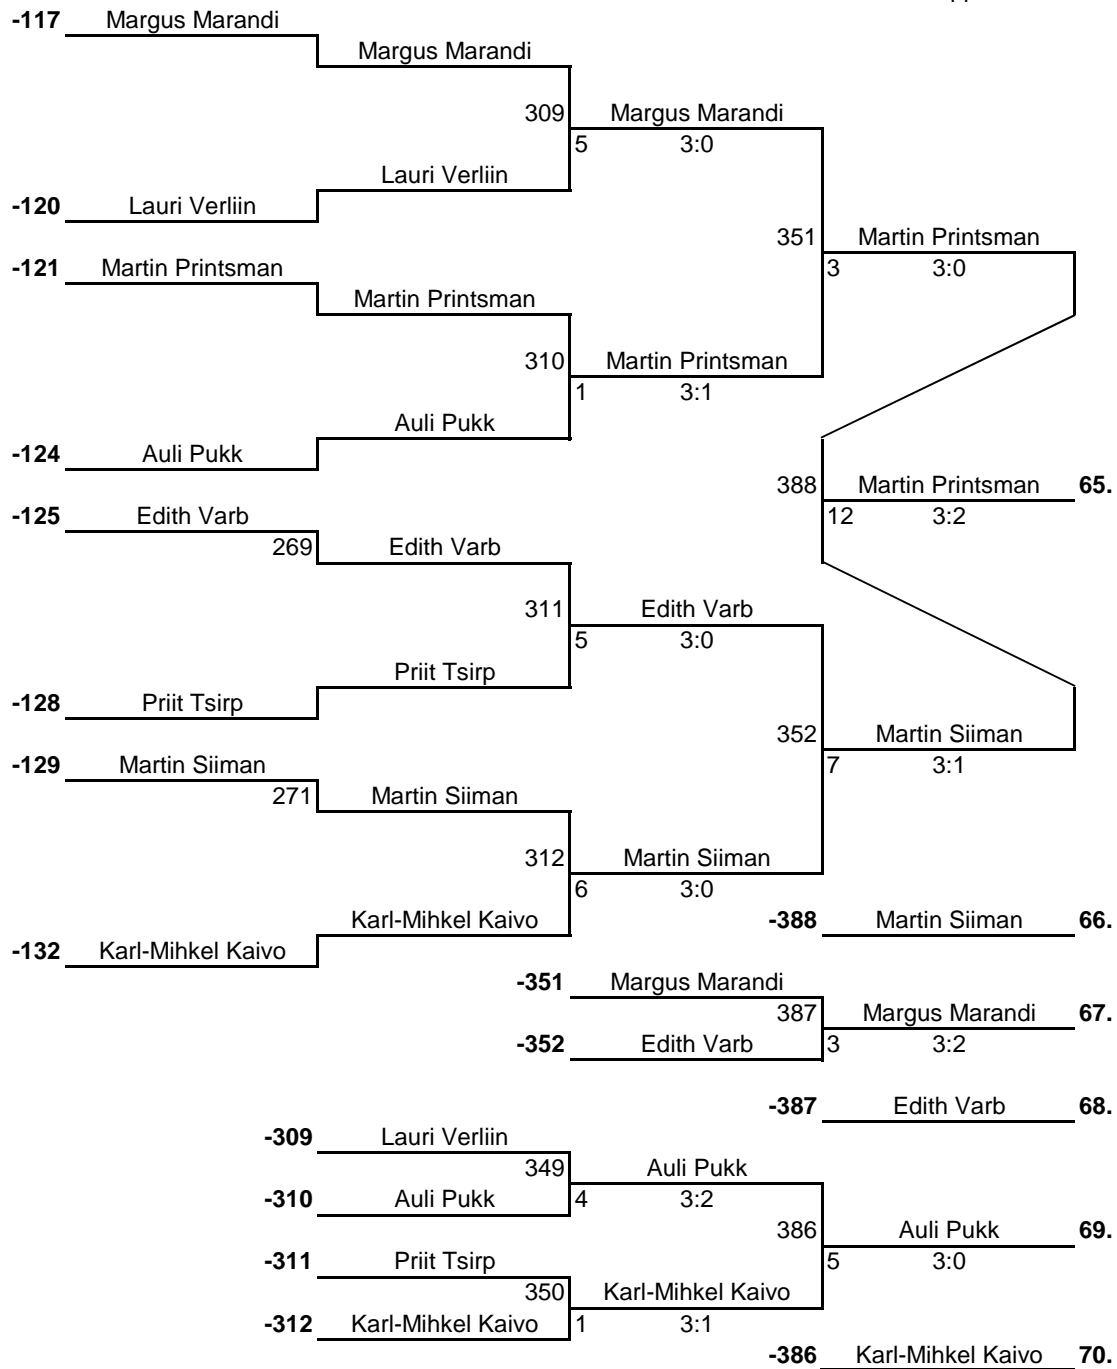 -117 Margus Marandi
Margus Marandi
309 Margus Marandi
5 3:0
Lauri Verliin
-120 Lauri Verliin
351 Martin Printsman
-121 Martin Printsman 3 3:0
Martin Printsman
310 Martin Printsman
1 3:1
Auli Pukk
-124 Auli Pukk
388 Martin Printsman 65.
-125 Edith Varb 12 3:2
269 Edith Varb
311 Edith Varb
5 3:0
Priit Tsirp
-128 Priit Tsirp
352 Martin Siiman
-129 Martin Siiman 7 3:1
271 Martin Siiman
312 Martin Siiman
6 3:0
Karl-Mihkel Kaivo -388 Martin Siiman 66.
-132 Karl-Mihkel Kaivo
-351 Margus Marandi
387 Margus Marandi 67.
-352 Edith Varb 3 3:2
-387 Edith Varb 68.
-309 Lauri Verliin
349 Auli Pukk
-310 Auli Pukk 4 3:2
386 Auli Pukk 69.
-311 Priit Tsirp 5 3:0
350 Karl-Mihkel Kaivo
-312 Karl-Mihkel Kaivo 1 3:1
-386 Karl-Mihkel Kaivo 70.